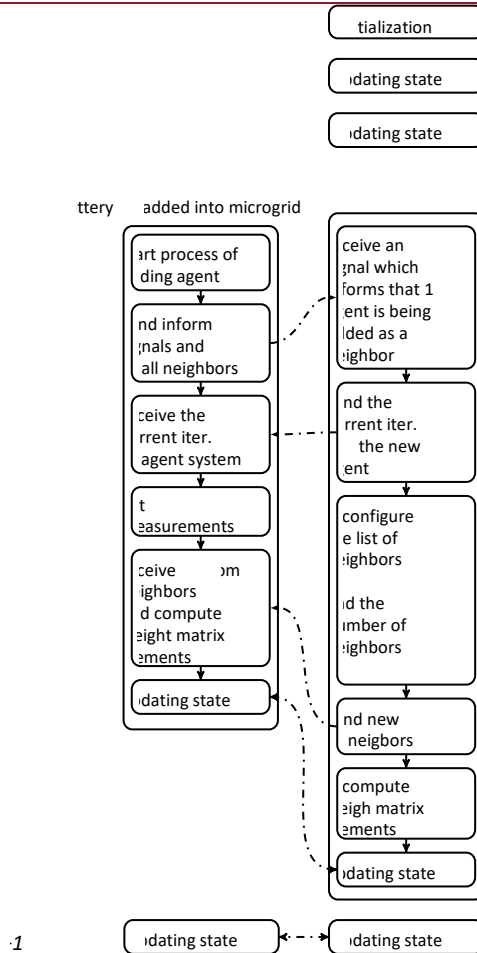 tialization
dating state
dating state
ttery added into microgrid
art process of
ding agent
nd inform
nals and
all neighbors
ceive the
rrent iter.
agent system
t
easurements
ceive om
ighbors
d compute
eight matrix
ements
dating state
ceive an
nal which
forms that 1
ent is being
ded as a
eighbor
nd the
rrent iter.
the new
ent
configure
e list of
eighbors
d the
mber of
eighbors
nd new
neigbors
compute
eigh matrix
ements
dating state
1
dating state
dating state